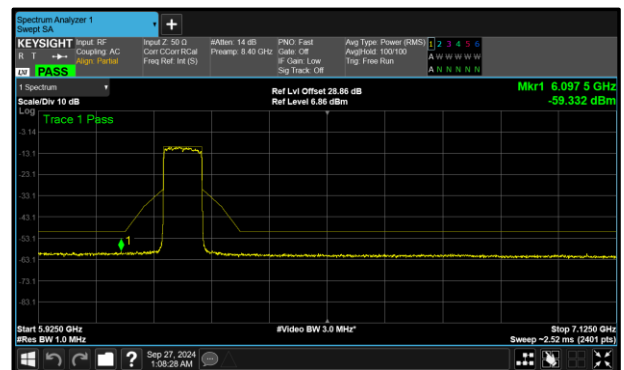 Spectrum Analyzer 1
Swept SA
+
KEYSIGHT Input: RF Input Z: 50 Ω #Atten: 14 dB PNO: Fast Avg Type: Power (RMS) 1 2 3 4 5 6
R T Coupling: AC Corr CCorr RCal Preamp: 8.40 GHz Gate: Off Avg|Hold: 100/100 A W W W W W
Align: Partial Freq Ref: Int (S) IF Gain: Low Trig: Free Run
LXI PASS Sig Track: Off A N N N N N
1 Spectrum Ref Lvl Offset 28.86 dB Mkr1 6.097 5 GHz
Scale/Div 10 dB Ref Level 6.86 dBm -59.332 dBm
Log
Trace 1 Pass
-3.14
-13.1
-23.1
-33.1
-43.1
-53.1
1
-63.1
-73.1
-83.1
Start 5.9250 GHz #Video BW 3.0 MHz* Stop 7.1250 GHz
#Res BW 1.0 MHz Sweep ~2.52 ms (2401 pts)
? Sep 27, 2024
1:08:28 AM